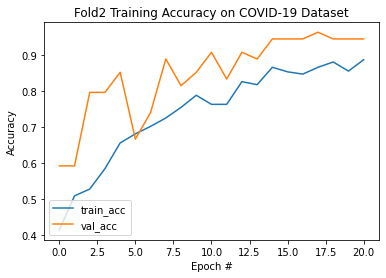 Fold2 Training Accuracy on COVID-19 Dataset
Accuracy
0.9
0.8
0.7
0.6
0.5
0.4
train_acc
val_acc
0.0 2.5 5.0 7.5 10.0 12.5 15.0 17.5 20.0
Epoch #